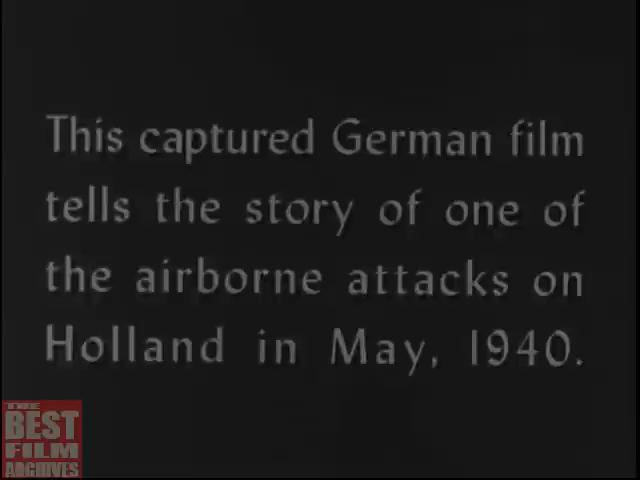 This captured German film
tells the story of one of
the airborne attacks on
Holland in May, 1940.
THE
BEST
FILM
ARCHIVES